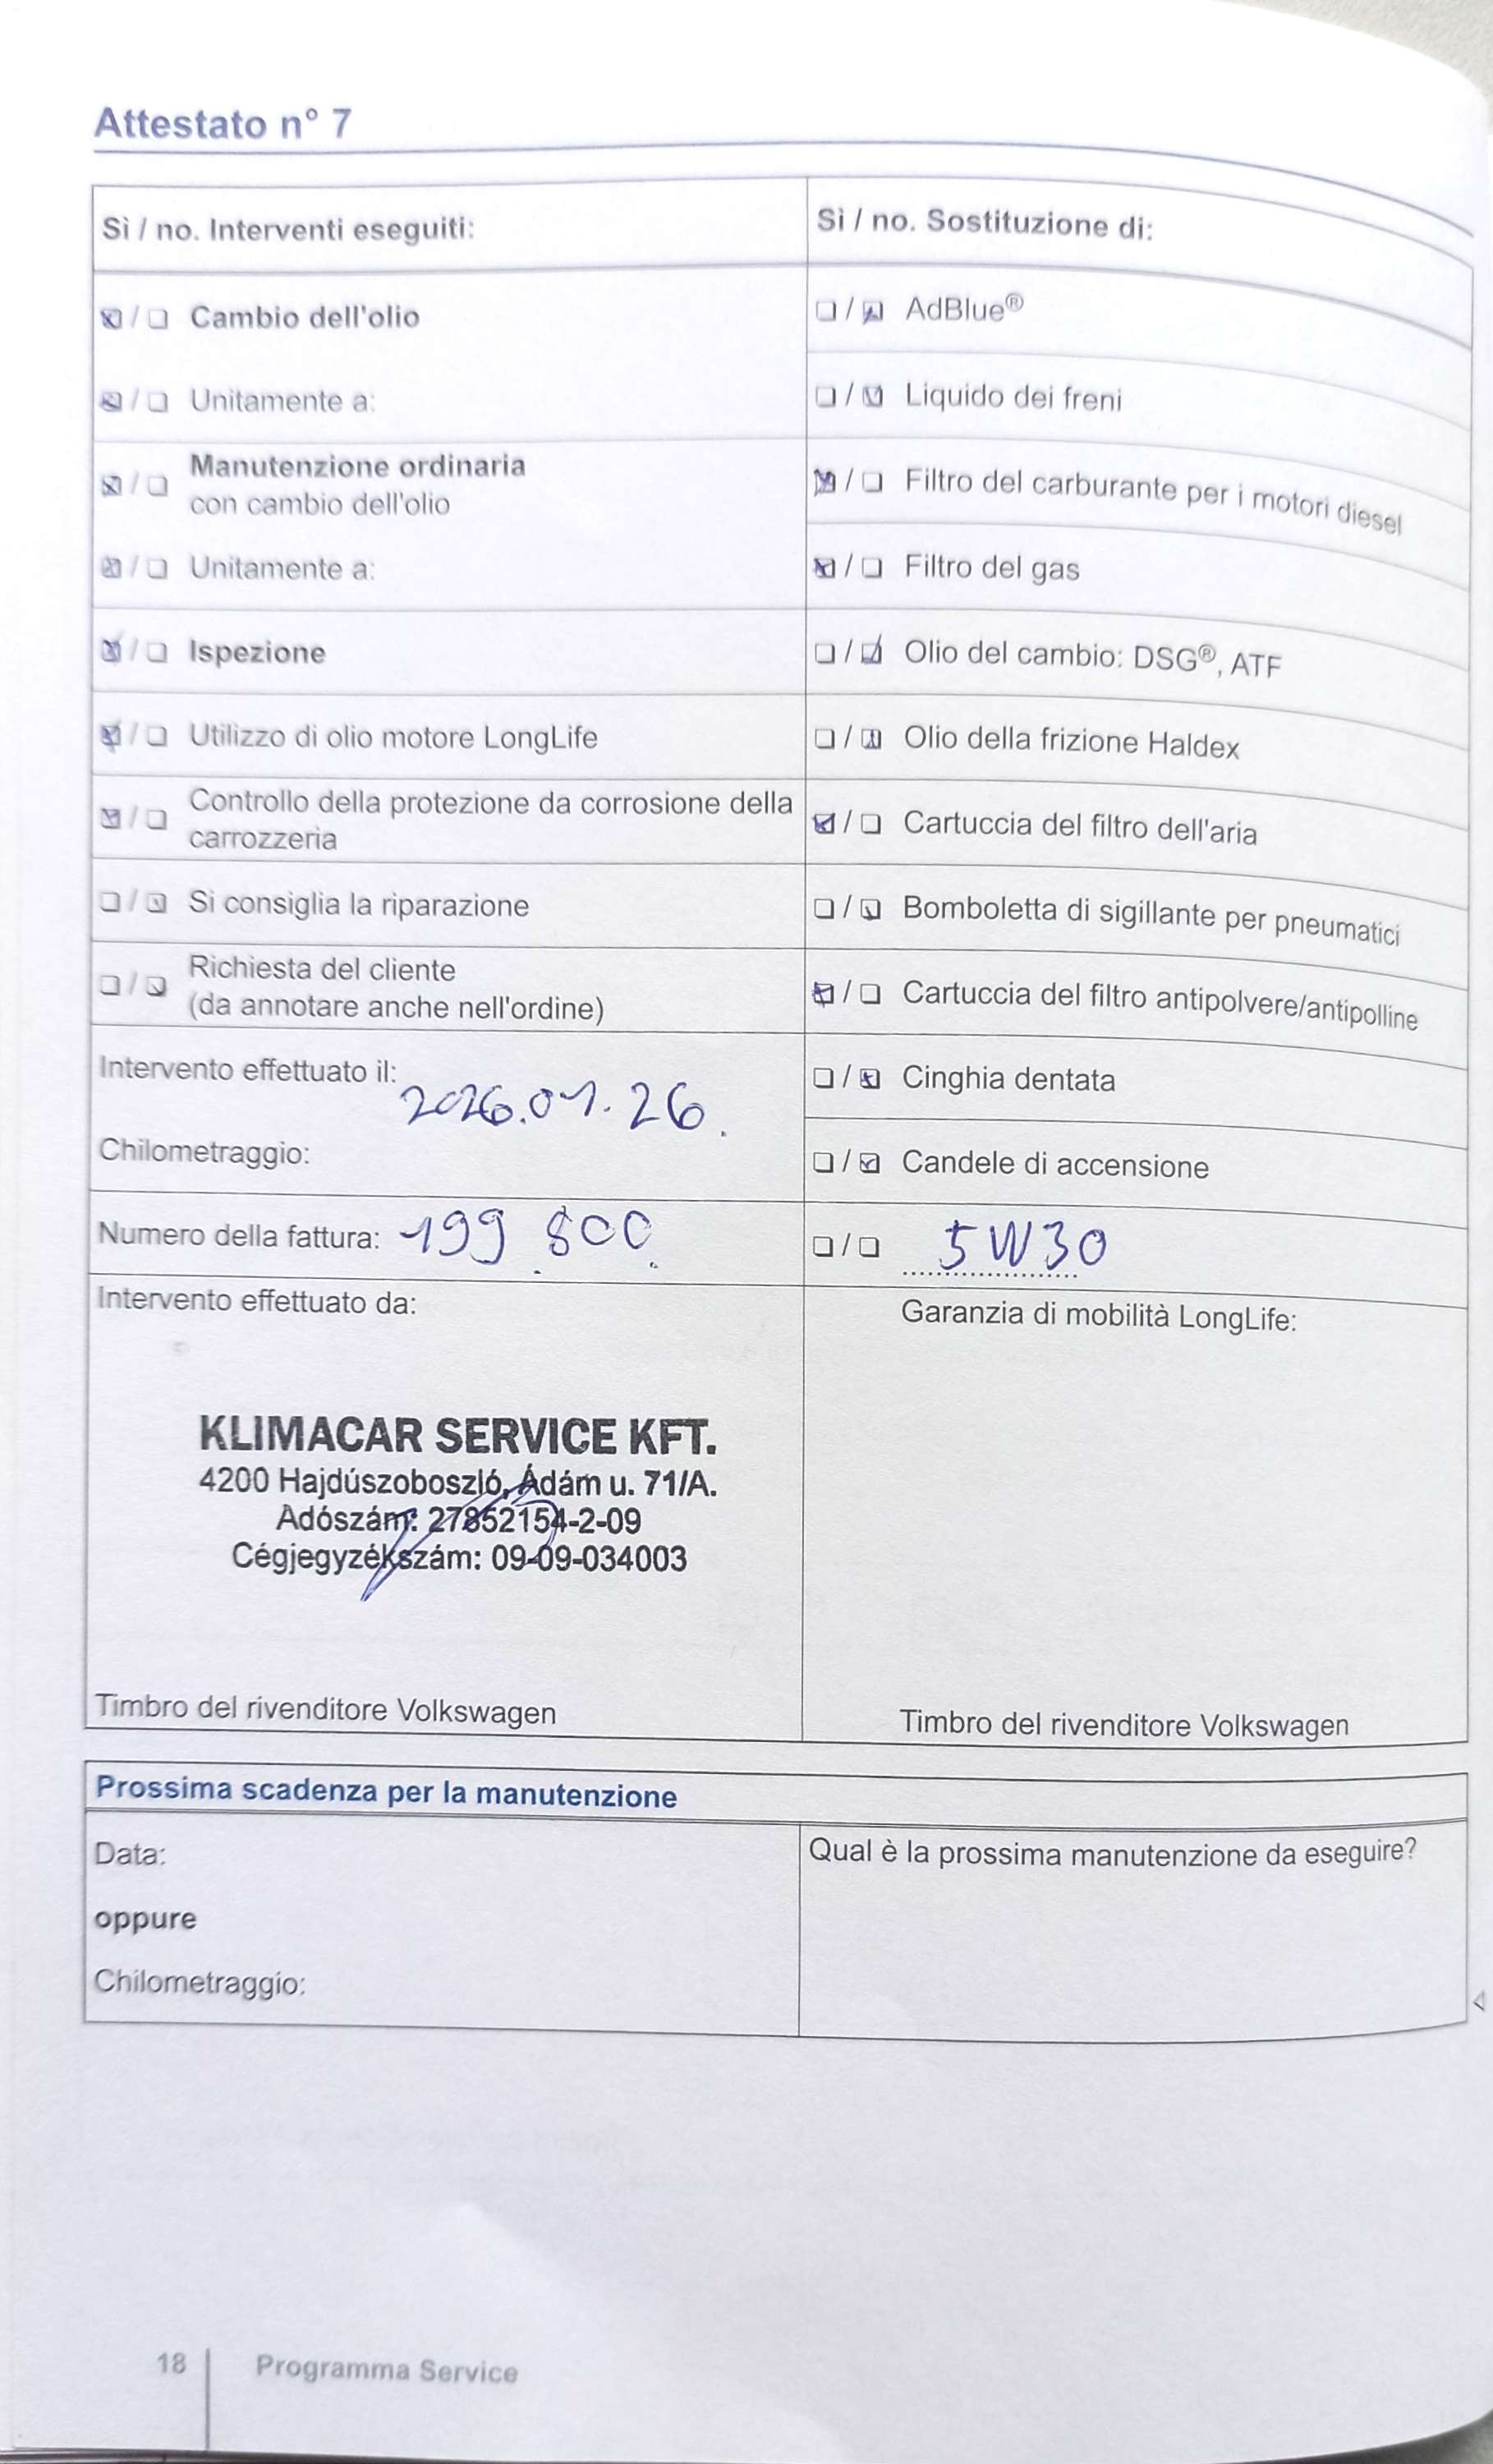 Attestato n° 7
Sì / no. Interventi eseguiti:
Cambio dell'olio
Unitamente a:
Manutenzione ordinaria
con cambio dell'olio
Unitamente a:
Ispezione
Utilizzo di olio motore LongLife
Controllo della protezione da corrosione della
carrozzeria
Si consiglia la riparazione
Richiesta del cliente
(da annotare anche nell'ordine)
Intervento effettuato il:
2026.01.26.
Chilometraggio:
Numero della fattura: 199 800
Intervento effettuato da:
KLIMACAR SERVICE KFT.
4200 Hajdúszoboszló, Ádám u. 71/A.
Adószám: 27852154-2-09
Cégjegyzékszám: 09-09-034003
Timbro del rivenditore Volkswagen
Sì / no. Sostituzione di:
AdBlue®
Liquido dei freni
Filtro del carburante per i motori diesel
Filtro del gas
Olio del cambio: DSG®, ATF
Olio della frizione Haldex
Cartuccia del filtro dell'aria
Bomboletta di sigillante per pneumatici
Cartuccia del filtro antipolvere/antipolline
Cinghia dentata
Candele di accensione
5W30
Garanzia di mobilità LongLife:
Timbro del rivenditore Volkswagen
Prossima scadenza per la manutenzione
Data:
oppure
Chilometraggio:
Qual è la prossima manutenzione da eseguire?
18
Programma Service